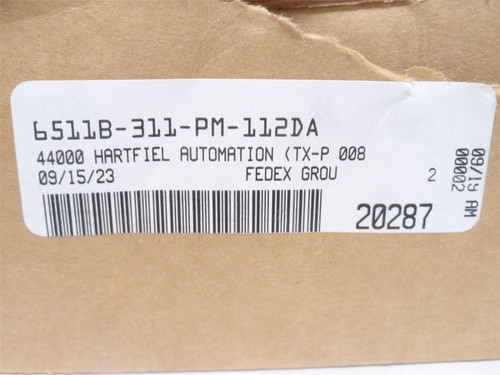 6511B-311-PM-112DA
44000 HARTFIEL AUTOMATION (TX-P 008
09/15/23 FEDEX GROU 2
20287
09/19 AM
00002